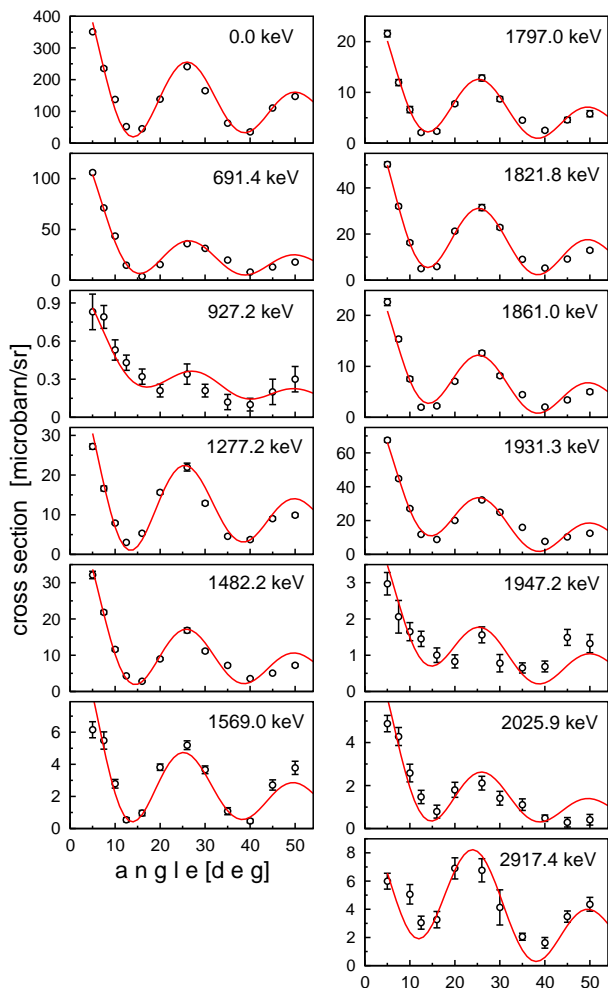 400
300
200
100
0
0.0 keV
100
50
0
691.4 keV
0.9
0.6
0.3
0
927.2 keV
30
20
10
0
1277.2 keV
40
30
20
10
0
1482.2 keV
6
4
2
0
1569.0 keV
0 10 20 30 40 50
a n g l e [d e g]
cross section [microbarn/sr]
20
10
0
1797.0 keV
40
20
0
1821.8 keV
20
10
0
1861.0 keV
60
40
20
0
1931.3 keV
3
2
1
0
1947.2 keV
4
2
0
2025.9 keV
8
6
4
2
0
2917.4 keV
0 10 20 30 40 50